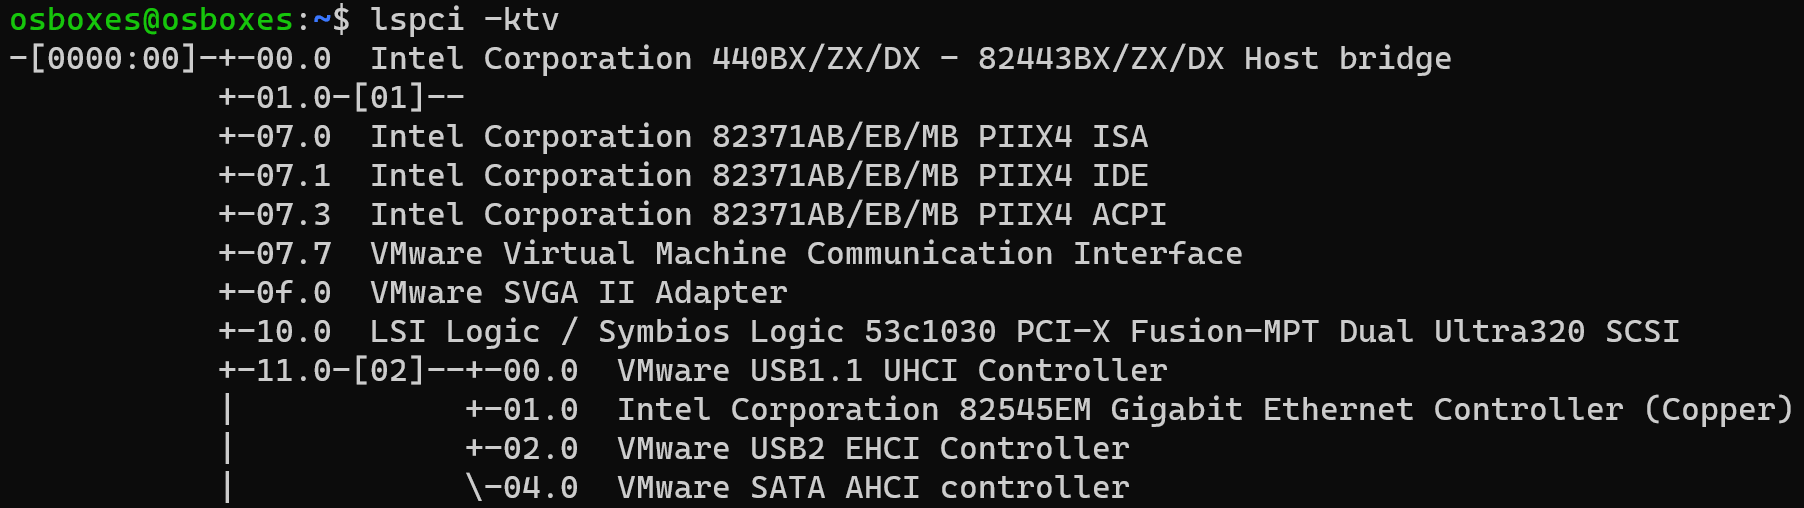 osboxes@osboxes:~$ lspci -ktv
-[0000:00]-+-00.0  Intel Corporation 440BX/ZX/DX - 82443BX/ZX/DX Host bridge
           +-01.0-[01]--
           +-07.0  Intel Corporation 82371AB/EB/MB PIIX4 ISA
           +-07.1  Intel Corporation 82371AB/EB/MB PIIX4 IDE
           +-07.3  Intel Corporation 82371AB/EB/MB PIIX4 ACPI
           +-07.7  VMware Virtual Machine Communication Interface
           +-0f.0  VMware SVGA II Adapter
           +-10.0  LSI Logic / Symbios Logic 53c1030 PCI-X Fusion-MPT Dual Ultra320 SCSI
           +-11.0-[02]--+-00.0  VMware USB1.1 UHCI Controller
           |            +-01.0  Intel Corporation 82545EM Gigabit Ethernet Controller (Copper)
           |            +-02.0  VMware USB2 EHCI Controller
           |            \-04.0  VMware SATA AHCI controller